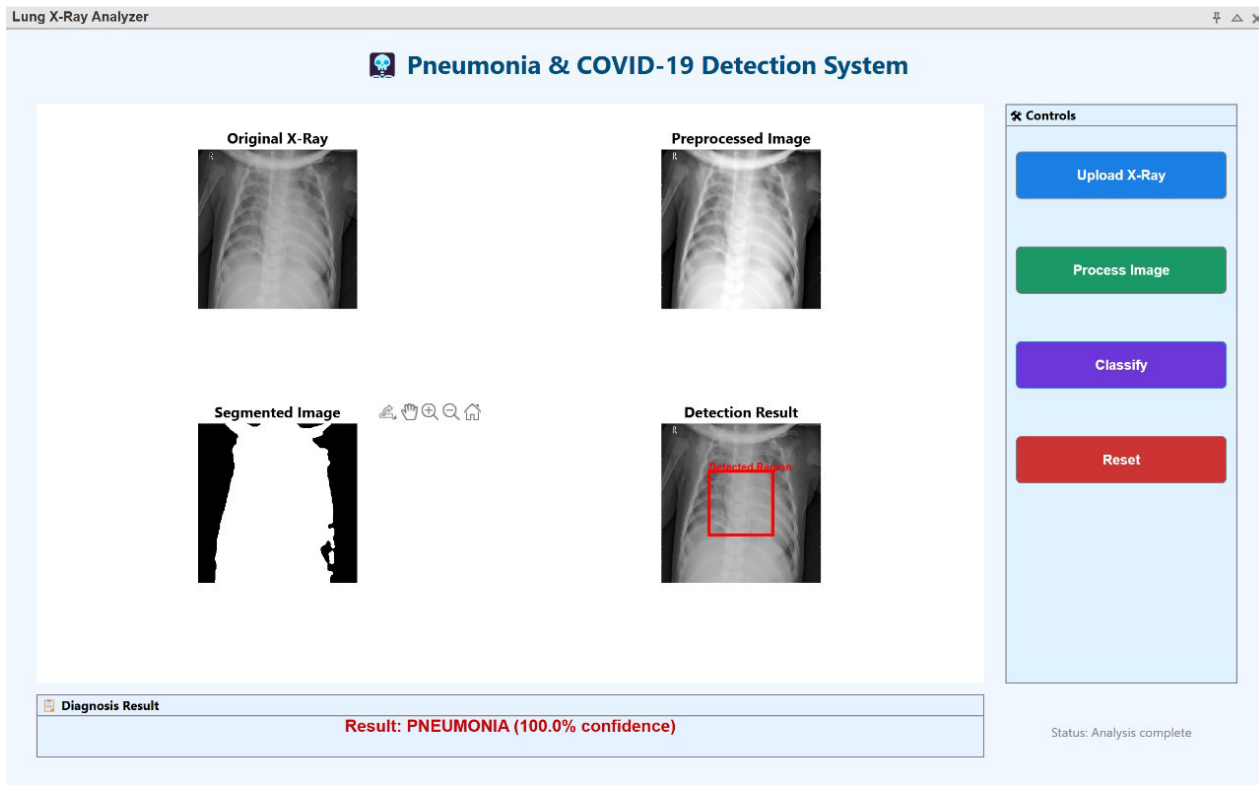 Lung X-Ray Analyzer
Pneumonia & COVID-19 Detection System
Original X-Ray
R
Preprocessed Image
R
Segmented Image
Detection Result
R
Detected Region
Controls
Upload X-Ray
Process Image
Classify
Reset
Diagnosis Result
Result: PNEUMONIA (100.0% confidence)
Status: Analysis complete